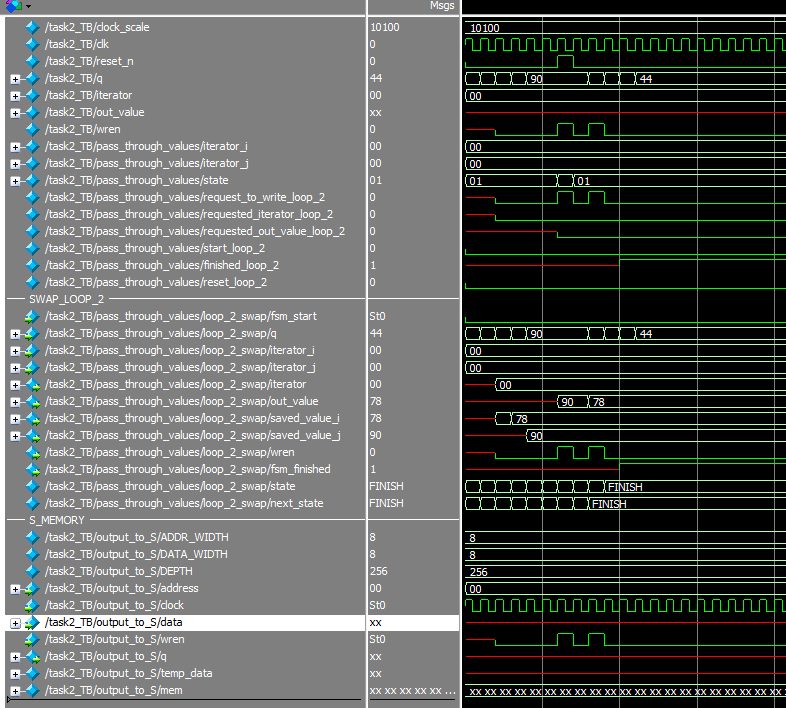 Msgs
/task2_TB/clock_scale 10100 10100
/task2_TB/clk 0
/task2_TB/reset_n 0
/task2_TB/q 44 90 44
/task2_TB/iterator 00 00
/task2_TB/out_value xx
/task2_TB/wren 0
/task2_TB/pass_through_values/iterator_i 00 00
/task2_TB/pass_through_values/iterator_j 00 00
/task2_TB/pass_through_values/state 01 01 01
/task2_TB/pass_through_values/request_to_write_loop_2 0
/task2_TB/pass_through_values/requested_iterator_loop_2 0
/task2_TB/pass_through_values/requested_out_value_loop_2 0
/task2_TB/pass_through_values/start_loop_2 0
/task2_TB/pass_through_values/finished_loop_2 1
/task2_TB/pass_through_values/reset_loop_2 0
SWAP_LOOP_2
/task2_TB/pass_through_values/loop_2_swap/fsm_start St0
/task2_TB/pass_through_values/loop_2_swap/q 44 90 44
/task2_TB/pass_through_values/loop_2_swap/iterator_i 00 00
/task2_TB/pass_through_values/loop_2_swap/iterator_j 00 00
/task2_TB/pass_through_values/loop_2_swap/iterator 00 00
/task2_TB/pass_through_values/loop_2_swap/out_value 78 90 78
/task2_TB/pass_through_values/loop_2_swap/saved_value_i 78 78
/task2_TB/pass_through_values/loop_2_swap/saved_value_j 90 90
/task2_TB/pass_through_values/loop_2_swap/wren 0
/task2_TB/pass_through_values/loop_2_swap/fsm_finished 1
/task2_TB/pass_through_values/loop_2_swap/state FINISH FINISH
/task2_TB/pass_through_values/loop_2_swap/next_state FINISH FINISH
S_MEMORY
/task2_TB/output_to_S/ADDR_WIDTH 8 8
/task2_TB/output_to_S/DATA_WIDTH 8 8
/task2_TB/output_to_S/DEPTH 256 256
/task2_TB/output_to_S/address 00 00
/task2_TB/output_to_S/clock St0
/task2_TB/output_to_S/data xx
/task2_TB/output_to_S/wren St0
/task2_TB/output_to_S/q xx
/task2_TB/output_to_S/temp_data xx
/task2_TB/output_to_S/mem xx xx xx xx xx ... xx xx xx xx xx xx xx xx xx xx xx xx xx xx xx xx xx xx xx xx xx